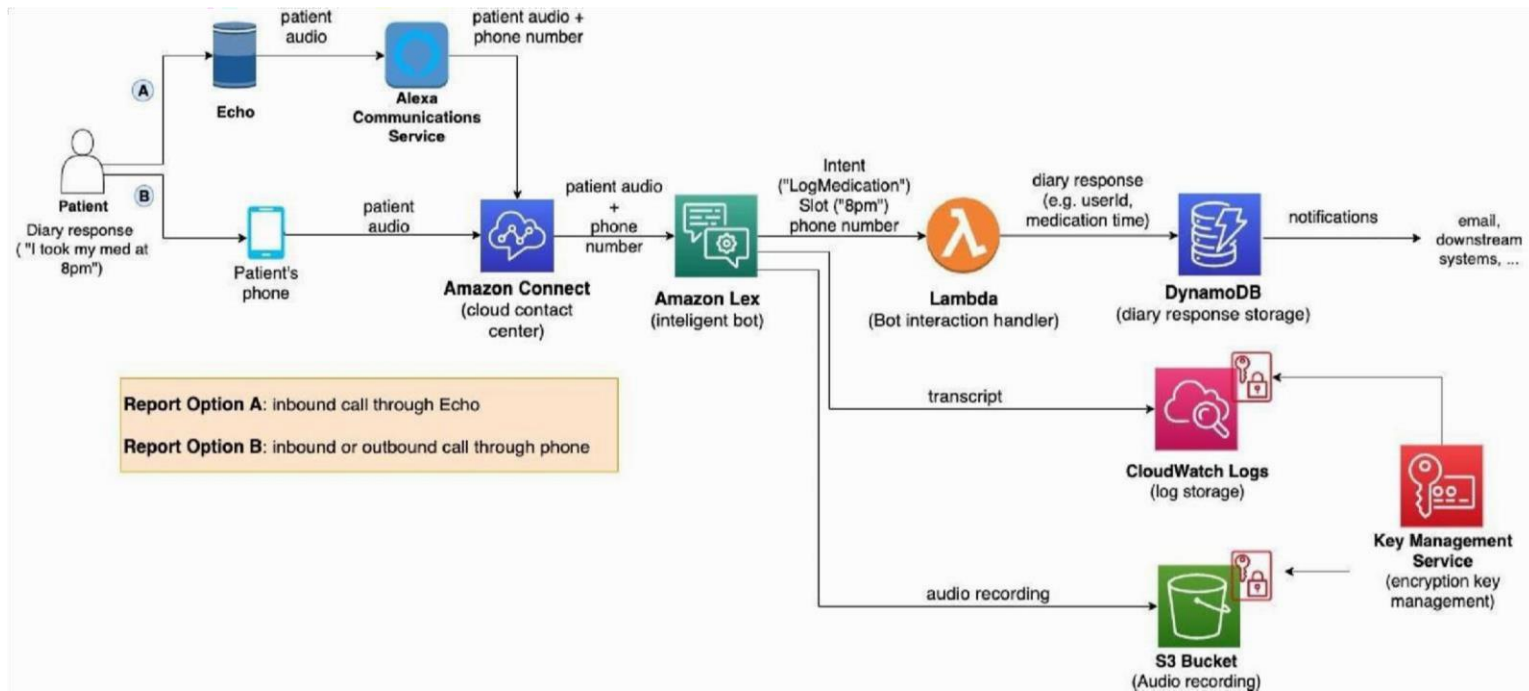 patient
audio
patient audio +
phone number
A
Echo
Alexa
Communications
Service
B
Patient
Diary response
( "I took my med at
8pm")
Patient's
phone
patient
audio
Amazon Connect
(cloud contact
center)
patient audio
+
phone
number
Amazon Lex
(inteligent bot)
Intent
("LogMedication")
Slot ("8pm")
phone number
Lambda
(Bot interaction handler)
diary response
(e.g. userId,
medication time)
DynamoDB
(diary response storage)
notifications
email,
downstream
systems, ...
Report Option A: inbound call through Echo
Report Option B: inbound or outbound call through phone
transcript
CloudWatch Logs
(log storage)
Key Management
Service
(encryption key
management)
audio recording
S3 Bucket
(Audio recording)